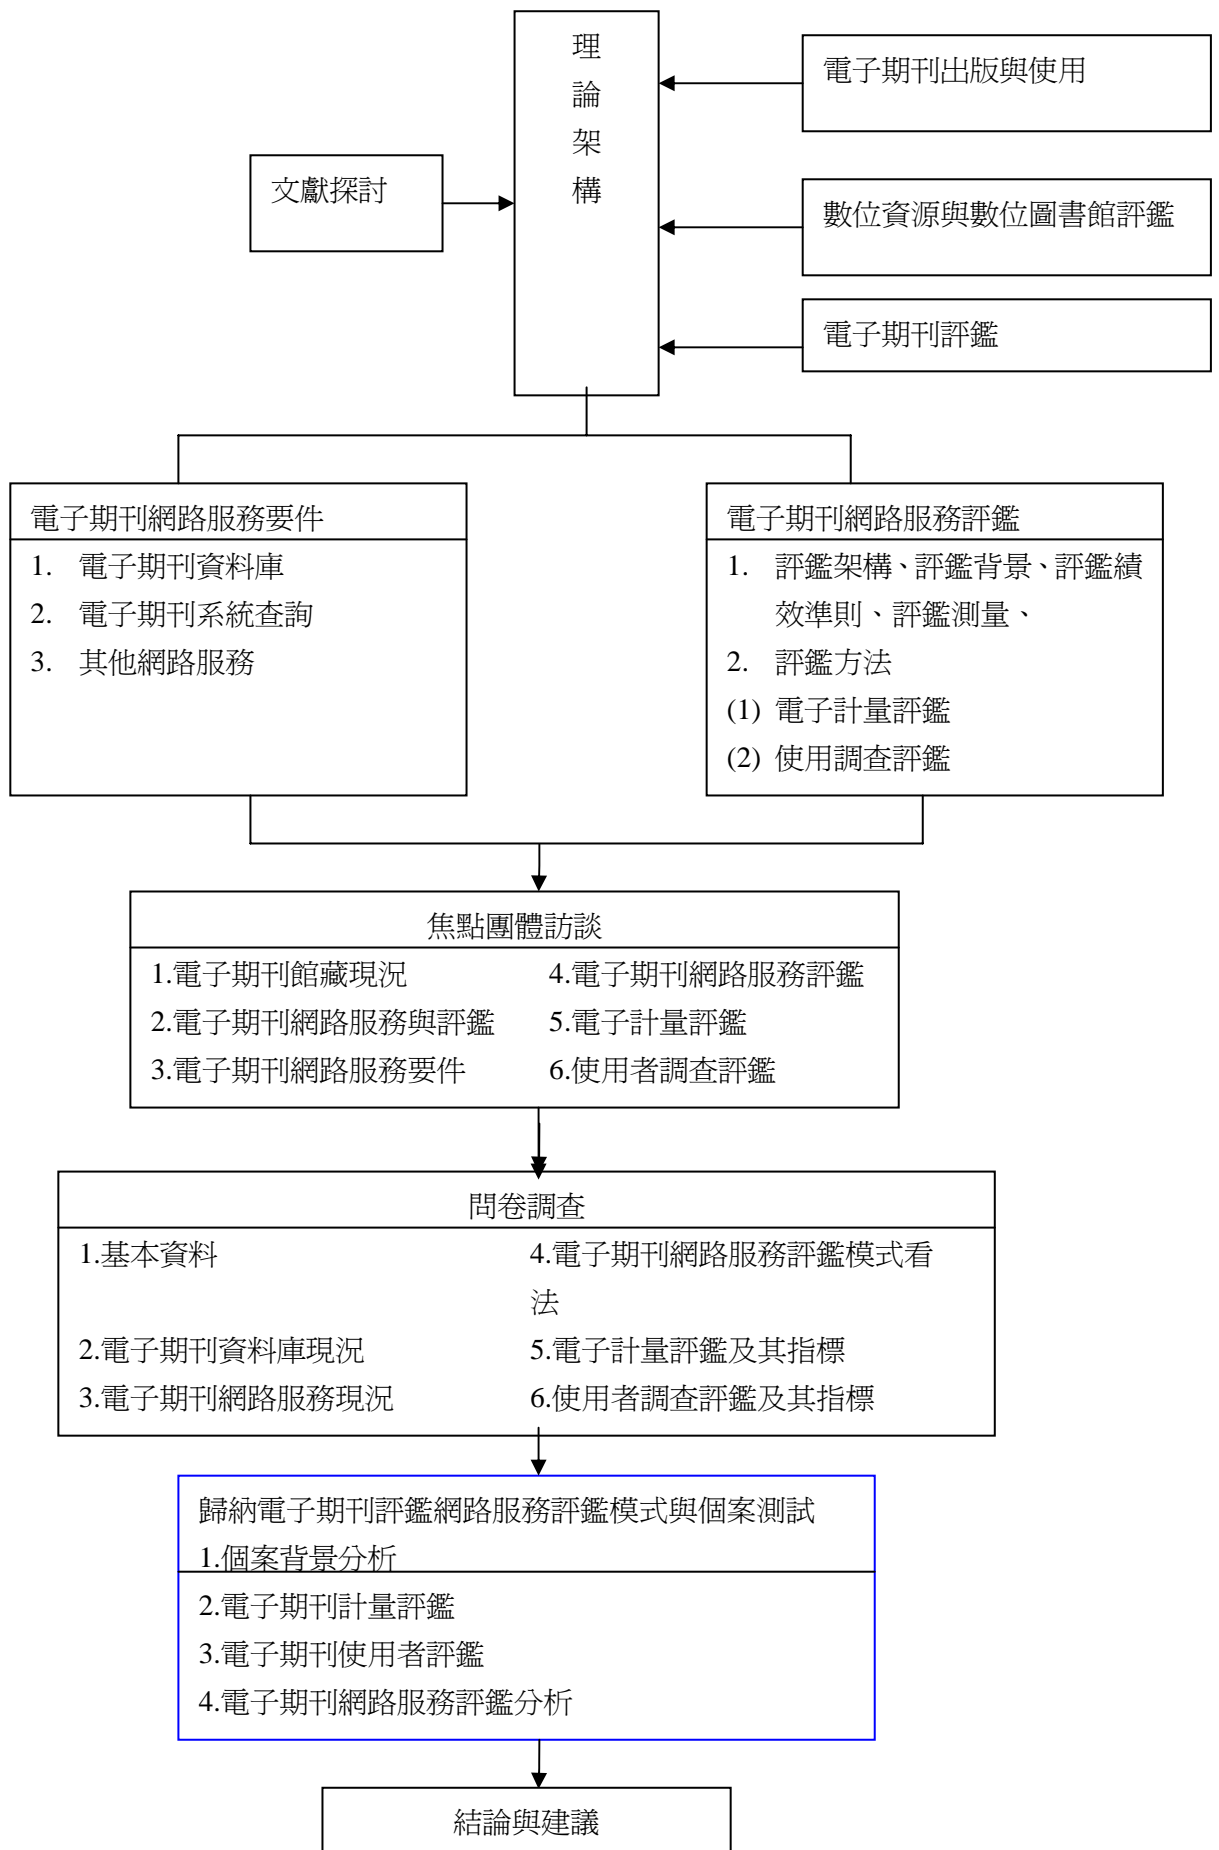 理
論
架
構
電子期刊出版與使用
文獻探討
數位資源與數位圖書館評鑑
電子期刊評鑑
電子期刊網路服務要件
1. 電子期刊資料庫
2. 電子期刊系統查詢
3. 其他網路服務
電子期刊網路服務評鑑
1. 評鑑架構、評鑑背景、評鑑績
效準則、評鑑測量、
2. 評鑑方法
(1) 電子計量評鑑
(2) 使用調查評鑑
焦點團體訪談
1.電子期刊館藏現況
2.電子期刊網路服務與評鑑
3.電子期刊網路服務要件
4.電子期刊網路服務評鑑
5.電子計量評鑑
6.使用者調查評鑑
問卷調查
1.基本資料
2.電子期刊資料庫現況
3.電子期刊網路服務現況
4.電子期刊網路服務評鑑模式看
法
5.電子計量評鑑及其指標
6.使用者調查評鑑及其指標
歸納電子期刊評鑑網路服務評鑑模式與個案測試
1.個案背景分析
2.電子期刊計量評鑑
3.電子期刊使用者評鑑
4.電子期刊網路服務評鑑分析
結論與建議